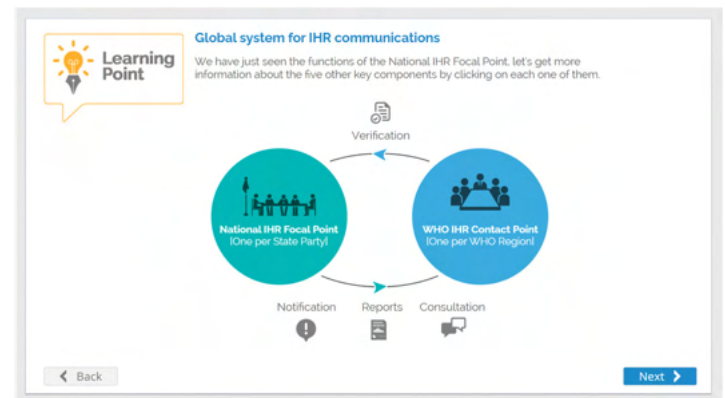 Learning
Point
Global system for IHR communications
We have just seen the functions of the National IHR Focal Point, let's get more
information about the five other key components by clicking on each one of them.
Verification
National IHR Focal Point
[One per State Party]
WHO IHR Contact Point
[One per WHO Region]
Notification Reports Consultation
Back
Next